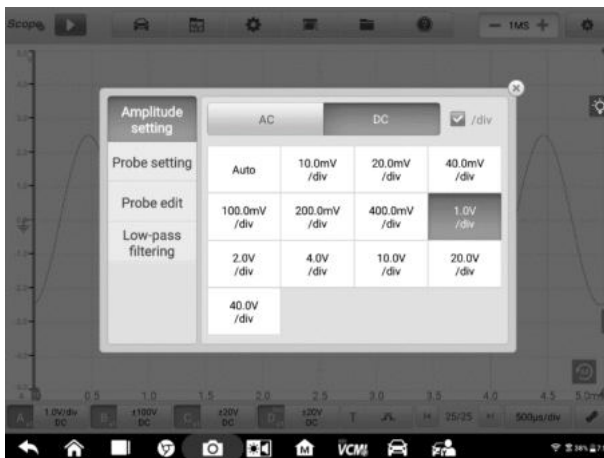 Scope
1MS
Amplitude
setting
Probe setting
Probe edit
Low-pass
filtering
AC
DC
/div
Auto
10.0mV
/div
20.0mV
/div
40.0mV
/div
100.0mV
/div
200.0mV
/div
400.0mV
/div
1.0V
/div
2.0V
/div
4.0V
/div
10.0V
/div
20.0V
/div
40.0V
/div
0.5
1.0
1.5
2.0
2.5
3.0
3.5
4.0
4.5
A
1.0V/div
DC
B
±100V
DC
C
±20V
DC
D
±20V
DC
T
25/25
500μs/div
VCMI